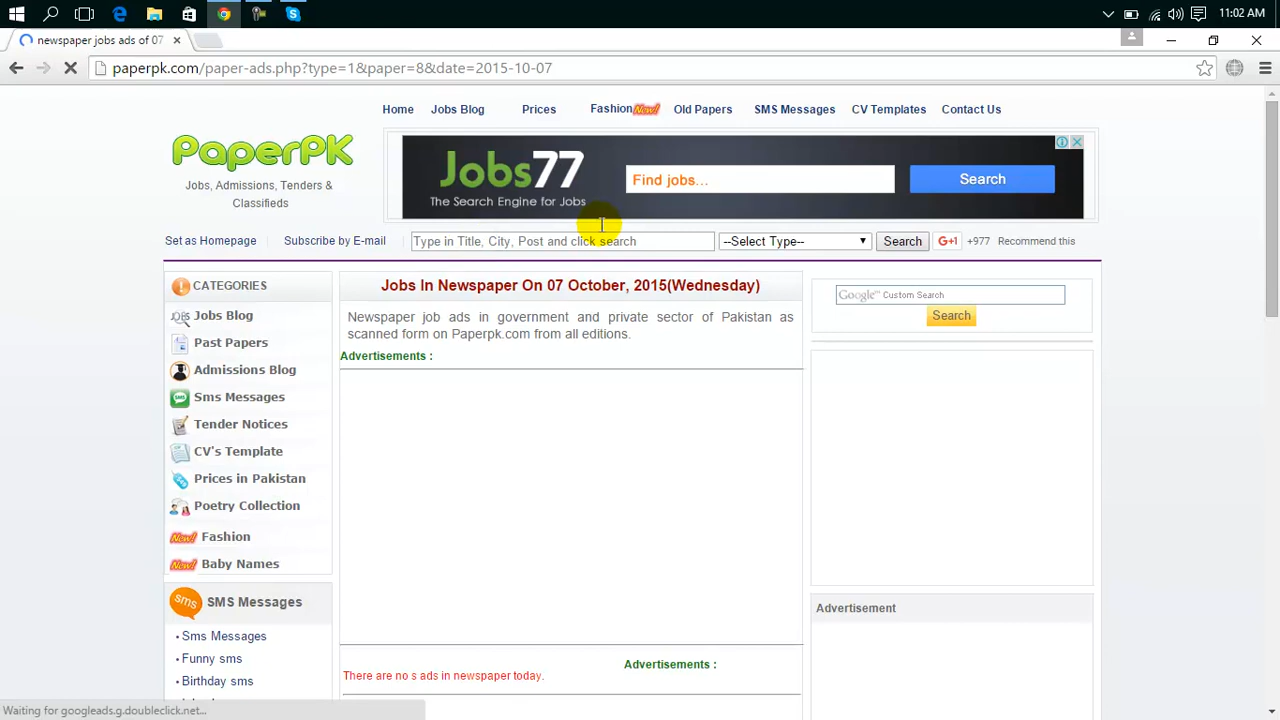 11:02 AM
newspaper jobs ads of 07
paperpk.com/paper-ads.php?type=1&paper=8&date=2015-10-07
Home Jobs Blog Prices Fashion New! Old Papers SMS Messages CV Templates Contact Us
PaperPK
Jobs, Admissions, Tenders &
Classifieds
Jobs77
The Search Engine for Jobs
Find jobs...
Search
Set as Homepage Subscribe by E-mail Type in Title, City, Post and click search --Select Type-- Search G+1 +977 Recommend this
CATEGORIES
Jobs Blog
Past Papers
Admissions Blog
Sms Messages
Tender Notices
CV's Template
Prices in Pakistan
Poetry Collection
New! Fashion
New! Baby Names
sms SMS Messages
• Sms Messages
• Funny sms
• Birthday sms
Jobs In Newspaper On 07 October, 2015(Wednesday)
Newspaper job ads in government and private sector of Pakistan as
scanned form on Paperpk.com from all editions.
Advertisements :
Advertisements :
There are no s ads in newspaper today.
Google™ Custom Search
Search
Advertisement
Waiting for googleads.g.doubleclick.net...